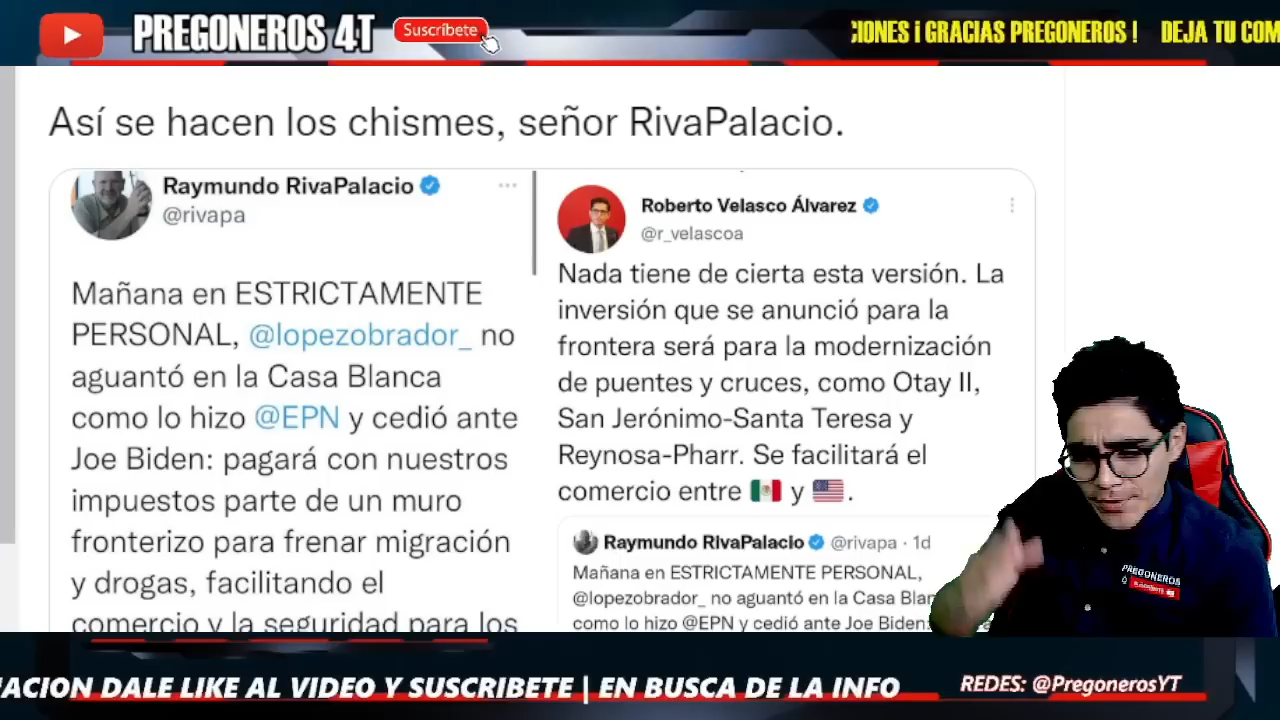 PREGONEROS 4T
Suscríbete
CIONES ¡ GRACIAS PREGONEROS ! DEJA TU COM
Así se hacen los chismes, señor RivaPalacio.
Raymundo RivaPalacio
@rivapa
Mañana en ESTRICTAMENTE
PERSONAL, @lopezobrador_ no
aguantó en la Casa Blanca
como lo hizo @EPN y cedió ante
Joe Biden: pagará con nuestros
impuestos parte de un muro
fronterizo para frenar migración
y drogas, facilitando el
comercio y la seguridad para los
Roberto Velasco Álvarez
@r_velascoa
Nada tiene de cierta esta versión. La
inversión que se anunció para la
frontera será para la modernización
de puentes y cruces, como Otay II,
San Jerónimo-Santa Teresa y
Reynosa-Pharr. Se facilitará el
comercio entre 🇲🇽 y 🇺🇸.
Raymundo RIvaPalacio @rivapa · 1d
Mañana en ESTRICTAMENTE PERSONAL,
@lopezobrador_ no aguantó en la Casa Blan
como lo hizo @EPN y cedió ante Joe Biden:
PREGONEROS
ACION DALE LIKE AL VIDEO Y SUSCRIBETE | EN BUSCA DE LA INFO
REDES: @PregonerosYT